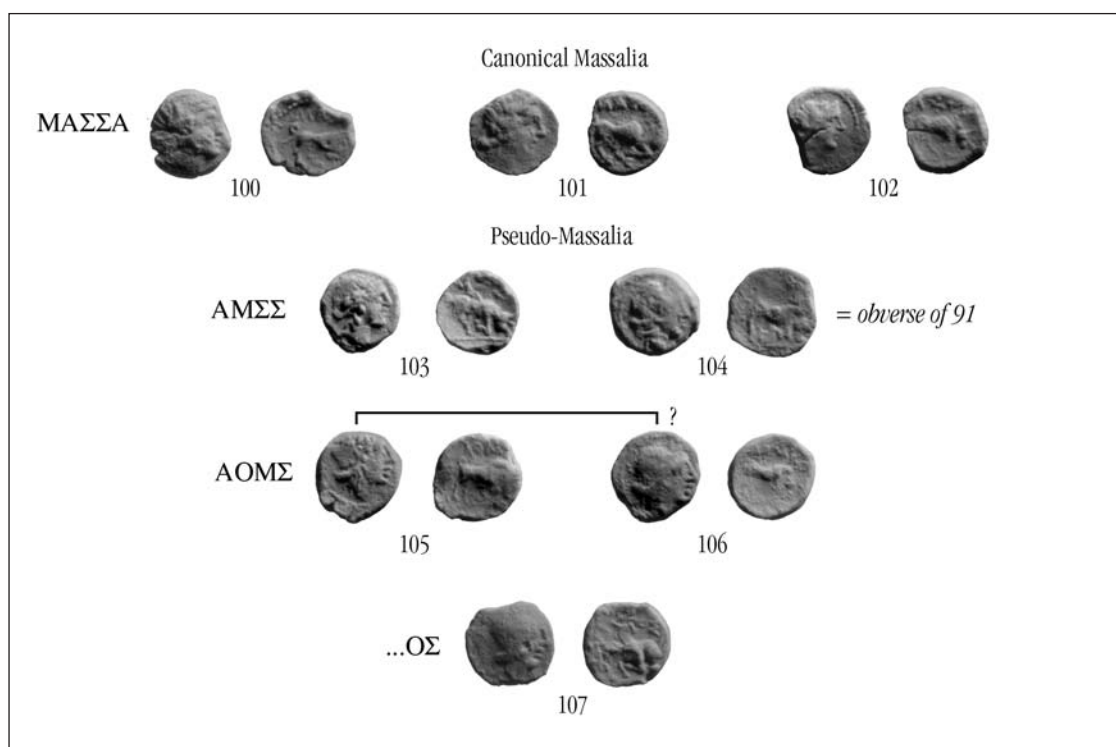 Canonical Massalia
ΜΑΣΣΑ
100 101 102
Pseudo-Massalia
ΑΜΣΣ
= obverse of 91
103 104
?
ΑΟΜΣ
105 106
...ΟΣ
107